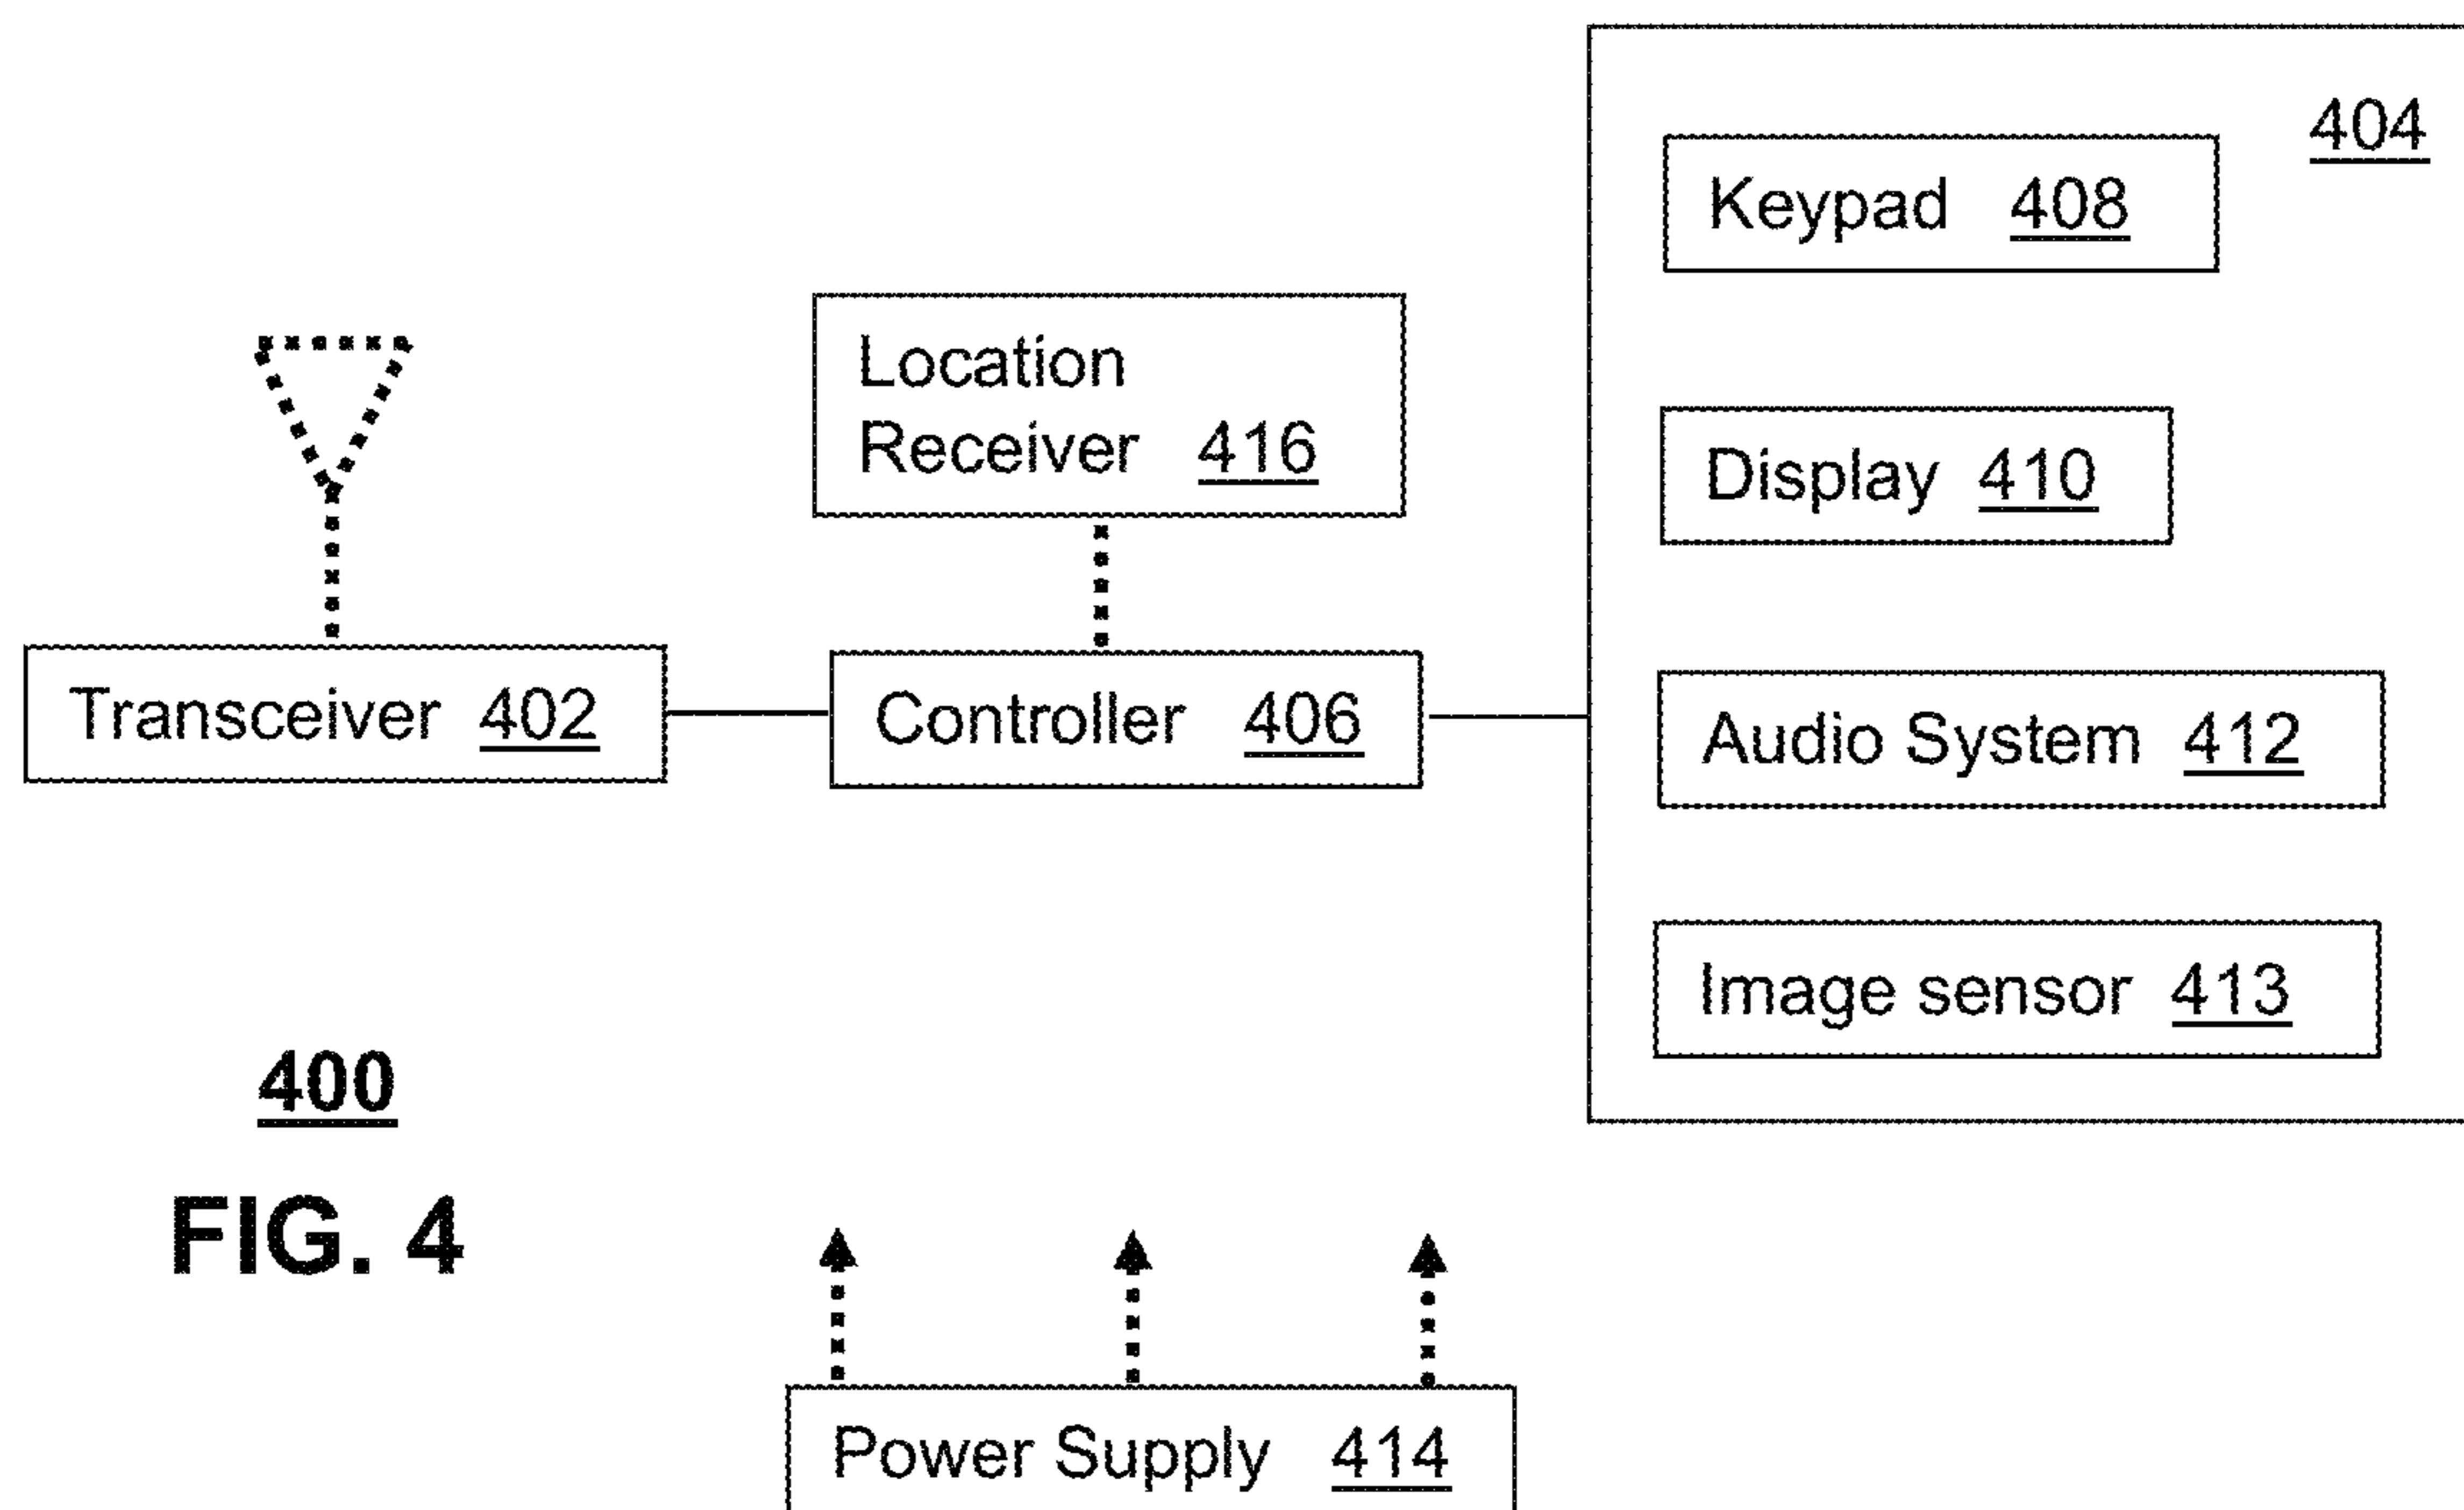 404
Keypad 408
Location
Receiver 416
Display 410
Transceiver 402
Controller 406
Audio System 412
Image sensor 413
400
FIG. 4
Power Supply 414